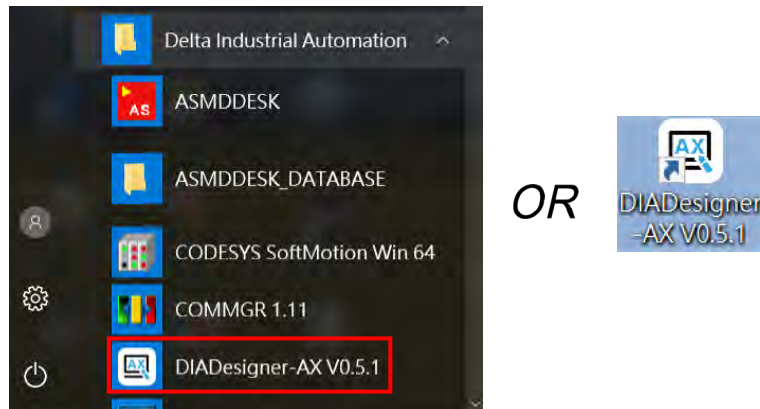 Delta Industrial Automation
AS
ASMDDESK
ASMDDESK_DATABASE
CODESYS SoftMotion Win 64
COMMGR 1.11
AX
DIADesigner-AX V0.5.1
OR
AX
DIADesigner
-AX V0.5.1